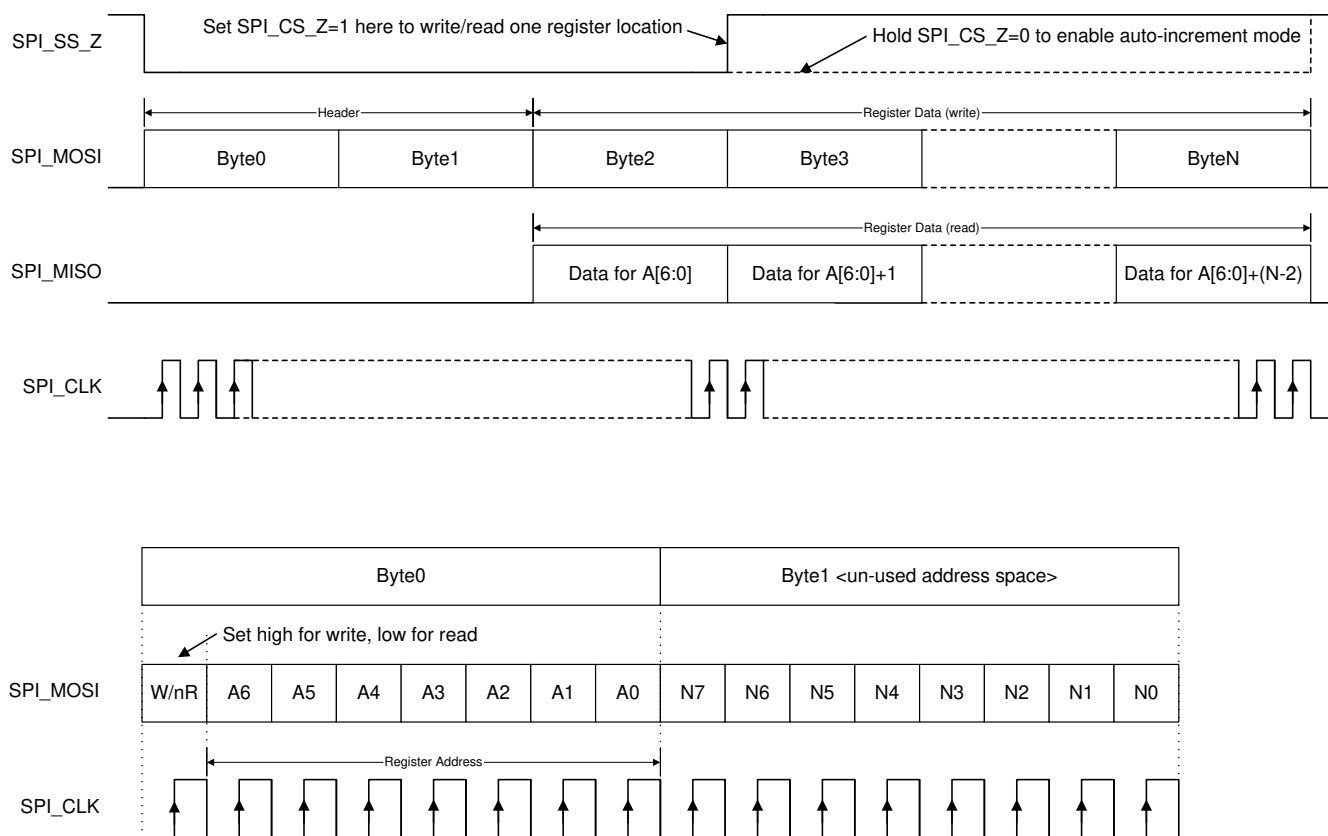 SPI_SS_Z
Set SPI_CS_Z=1 here to write/read one register location
Hold SPI_CS_Z=0 to enable auto-increment mode
Header
Register Data (write)
SPI_MOSI
Byte0
Byte1
Byte2
Byte3
ByteN
Register Data (read)
SPI_MISO
Data for A[6:0]
Data for A[6:0]+1
Data for A[6:0]+(N-2)
SPI_CLK
Byte0
Byte1 <un-used address space>
Set high for write, low for read
SPI_MOSI
W/nR
A6
A5
A4
A3
A2
A1
A0
N7
N6
N5
N4
N3
N2
N1
N0
Register Address
SPI_CLK